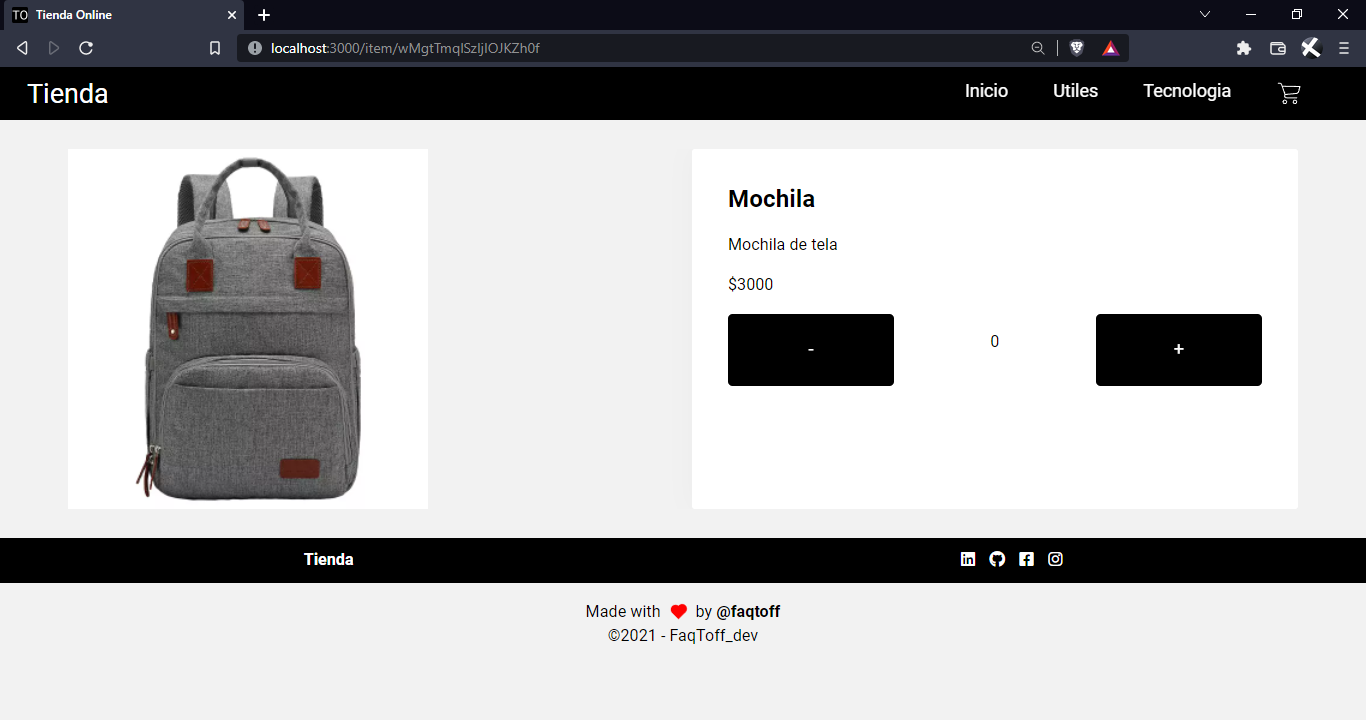 TO Tienda Online
localhost:3000/item/wMgtTmqlSzljIOJKZh0f
Tienda
Inicio
Utiles
Tecnologia
Mochila
Mochila de tela
$3000
-
0
+
Tienda
Made with by @faqtoff
©2021 - FaqToff_dev